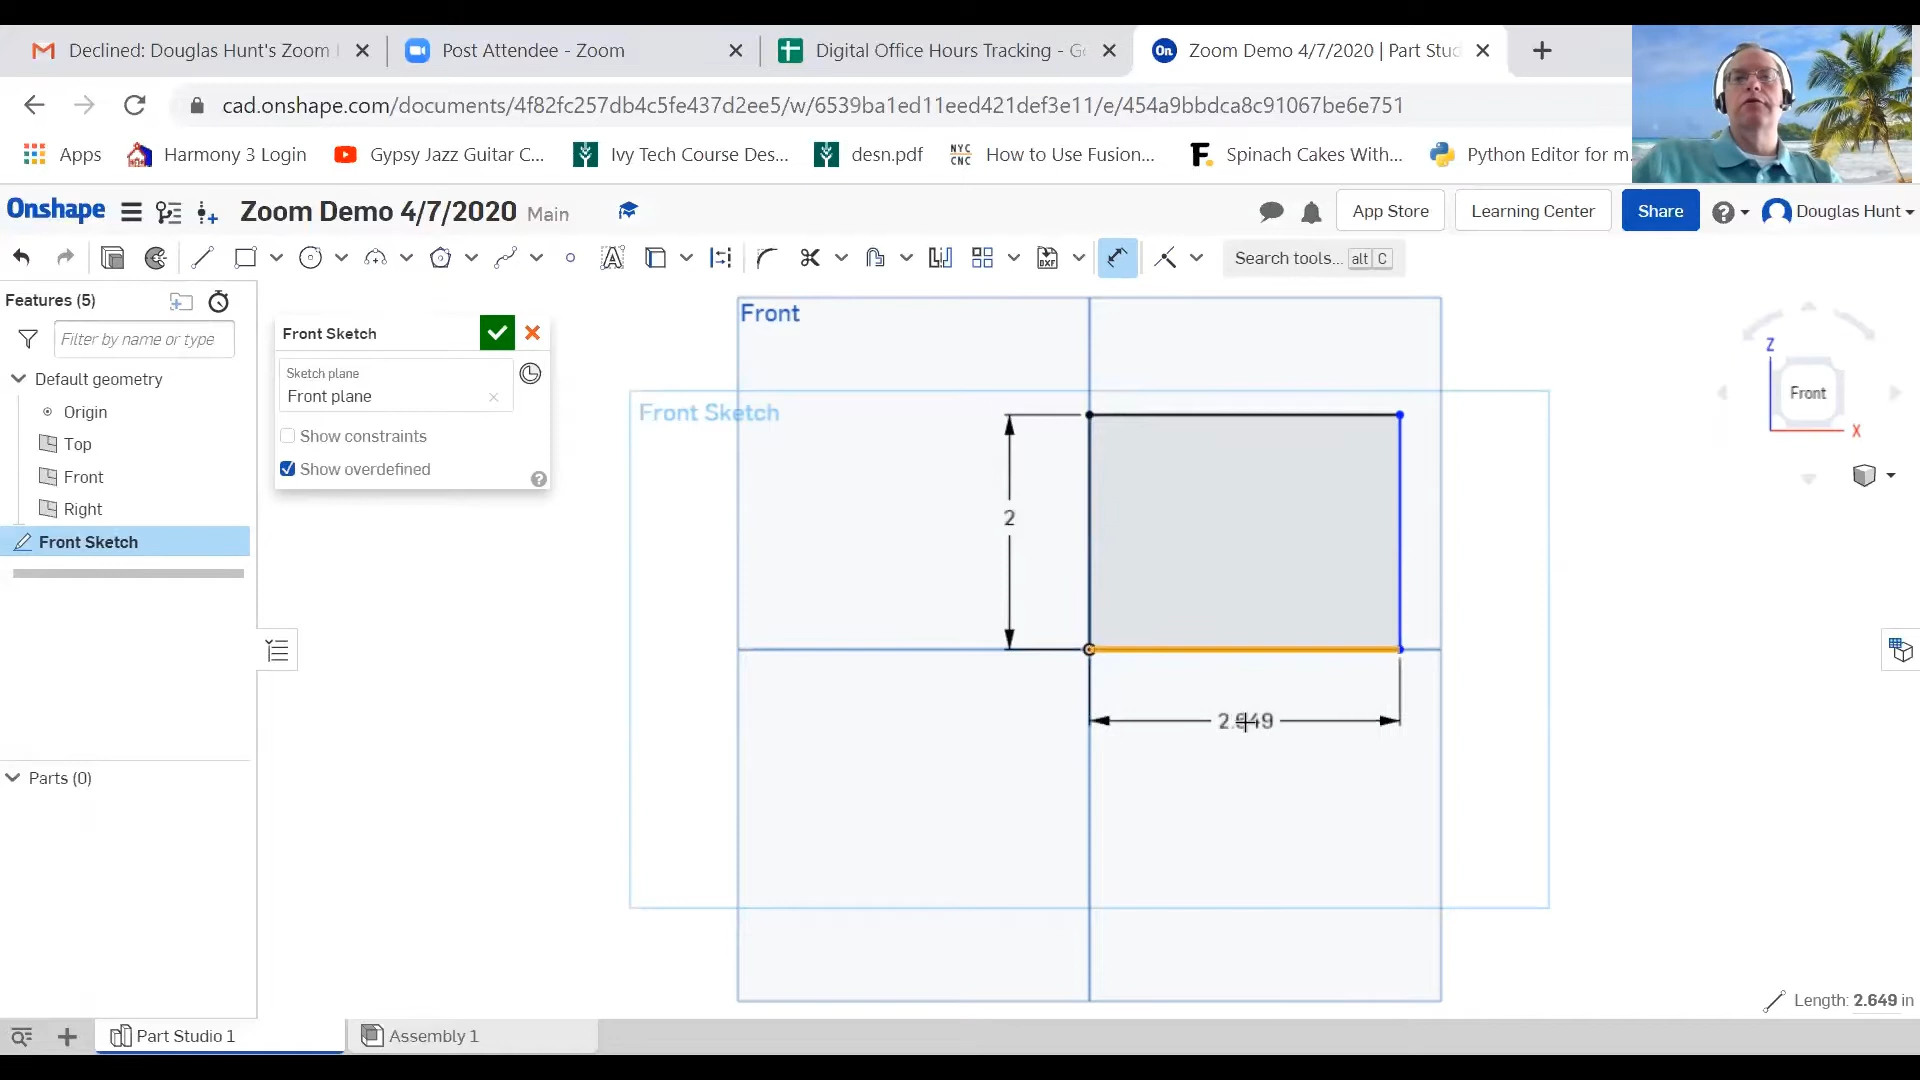 Declined: Douglas Hunt's Zoom
Post Attendee - Zoom
Digital Office Hours Tracking - Go
Zoom Demo 4/7/2020 | Part Stud
cad.onshape.com/documents/4f82fc257db4c5fe437d2ee5/w/6539ba1ed11eed421def3e11/e/454a9bbdca8c91067be6e751
Apps
Harmony 3 Login
Gypsy Jazz Guitar C...
Ivy Tech Course Des...
desn.pdf
NYC CNC
How to Use Fusion...
Spinach Cakes With...
Python Editor for m
Onshape
Zoom Demo 4/7/2020
Main
App Store
Learning Center
Share
Douglas Hunt
Search tools... alt C
Features (5)
Filter by name or type
Default geometry
Origin
Top
Front
Right
Front Sketch
Parts (0)
Front Sketch
Sketch plane
Front plane
Show constraints
Show overdefined
Front
Front Sketch
2
2.649
Z
Front
X
Length: 2.649 in
Part Studio 1
Assembly 1